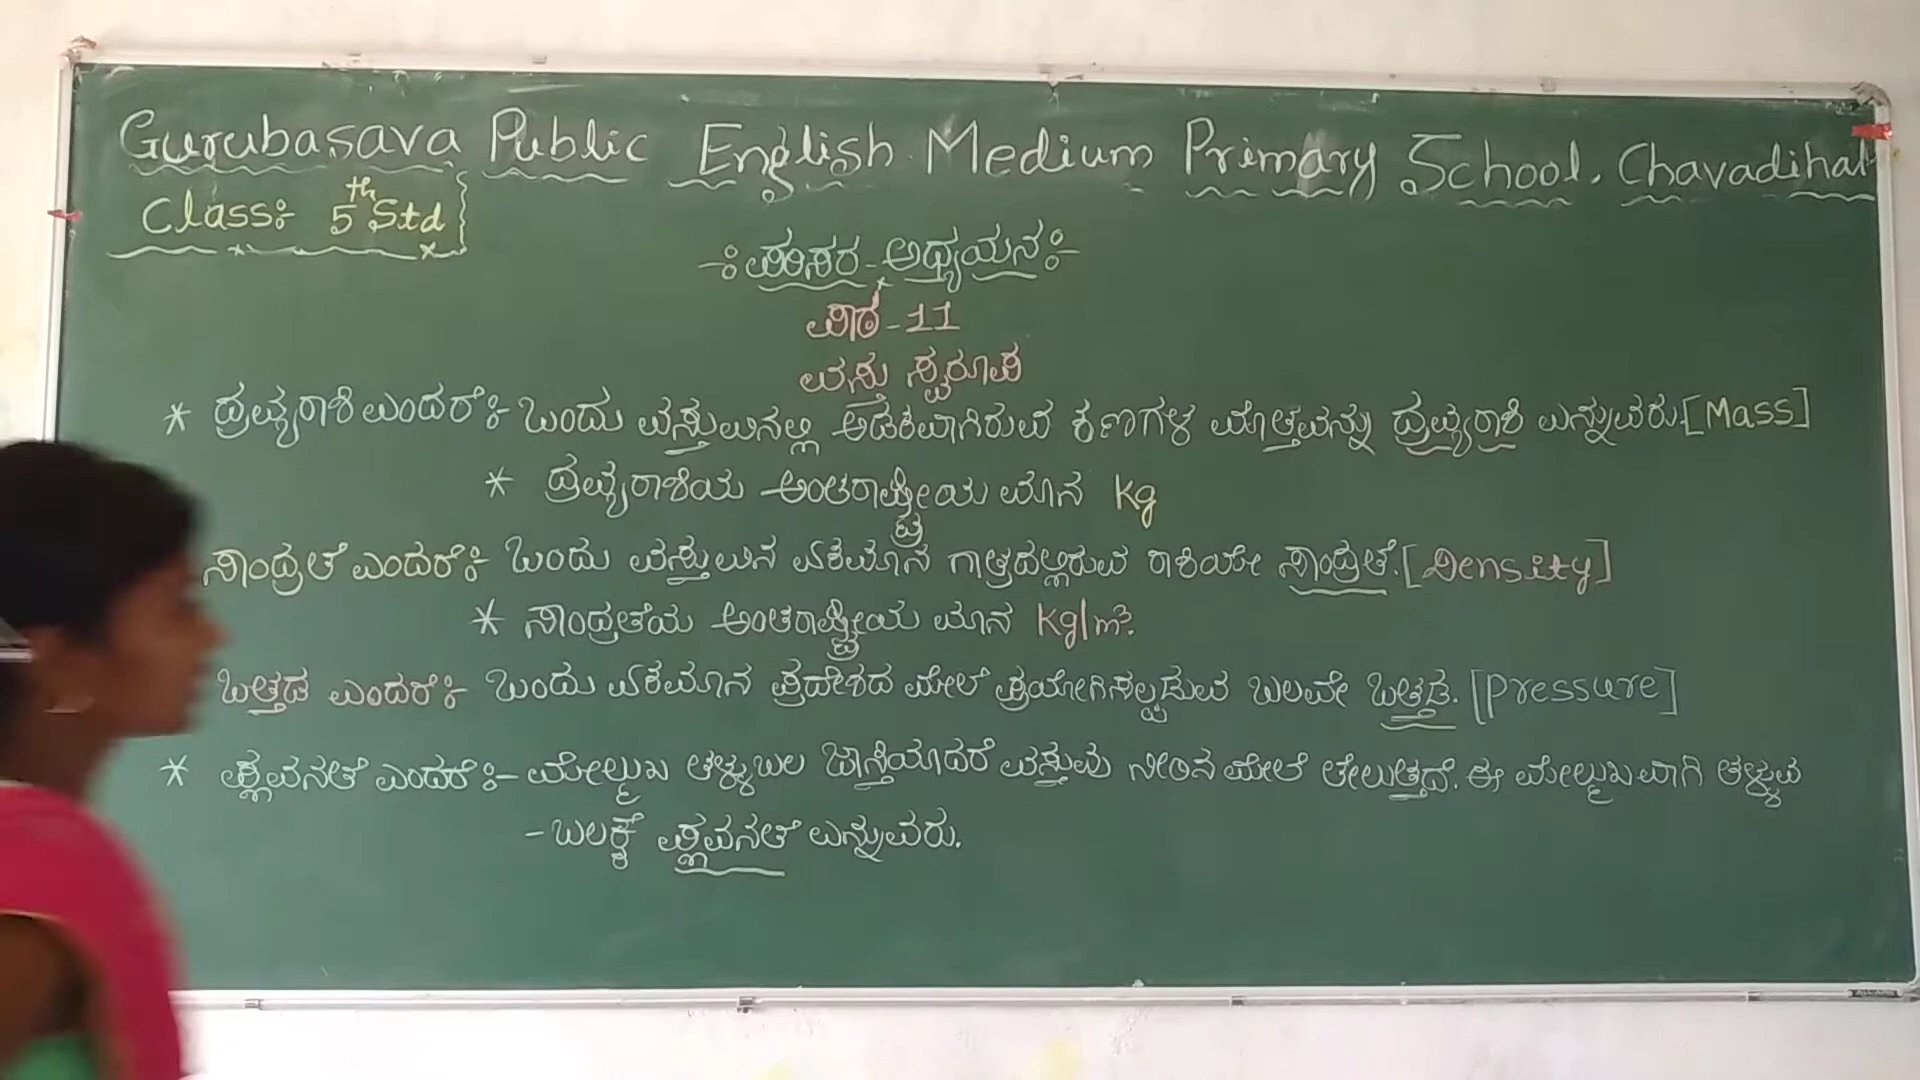 Gurubasava Public English Medium Primary School. Chavadihal
Class:- 5th Std
-: ಪರಿಸರ - ಅಧ್ಯಯನ :-
ಪಾಠ - 11
ವಸ್ತು ಸ್ವರೂಪ
* ದ್ರವ್ಯರಾಶಿ ಎಂದರೆ :- ಒಂದು ವಸ್ತುವಿನಲ್ಲಿ ಅಡಕವಾಗಿರುವ ಕಣಗಳ ಮೊತ್ತವನ್ನು ದ್ರವ್ಯರಾಶಿ ಎನ್ನುವರು. [Mass]
* ದ್ರವ್ಯರಾಶಿಯ ಅಂತರಾಷ್ಟ್ರೀಯ ಮಾನ Kg
ಸಾಂದ್ರತೆ ಎಂದರೆ :- ಒಂದು ವಸ್ತುವಿನ ಏಕಮಾನ ಗಾತ್ರದಲ್ಲಿರುವ ರಾಶಿಯೇ ಸಾಂದ್ರತೆ. [Density]
* ಸಾಂದ್ರತೆಯ ಅಂತರಾಷ್ಟ್ರೀಯ ಮಾನ Kg/m³.
ಒತ್ತಡ ಎಂದರೆ :- ಒಂದು ಏಕಮಾನ ಪ್ರದೇಶದ ಮೇಲೆ ಪ್ರಯೋಗಿಸಲ್ಪಡುವ ಬಲವೇ ಒತ್ತಡ. [Pressure]
* ಪ್ಲವನತೆ ಎಂದರೆ :- ಮೇಲ್ಮುಖ ತಳ್ಳುಬಲ ಜಾಸ್ತಿಯಾದರೆ ವಸ್ತುವು ನೀರಿನ ಮೇಲೆ ತೇಲುತ್ತದೆ. ಈ ಮೇಲ್ಮುಖವಾಗಿ ತಳ್ಳುವ
- ಬಲಕ್ಕೆ ಪ್ಲವನತೆ ಎನ್ನುವರು.